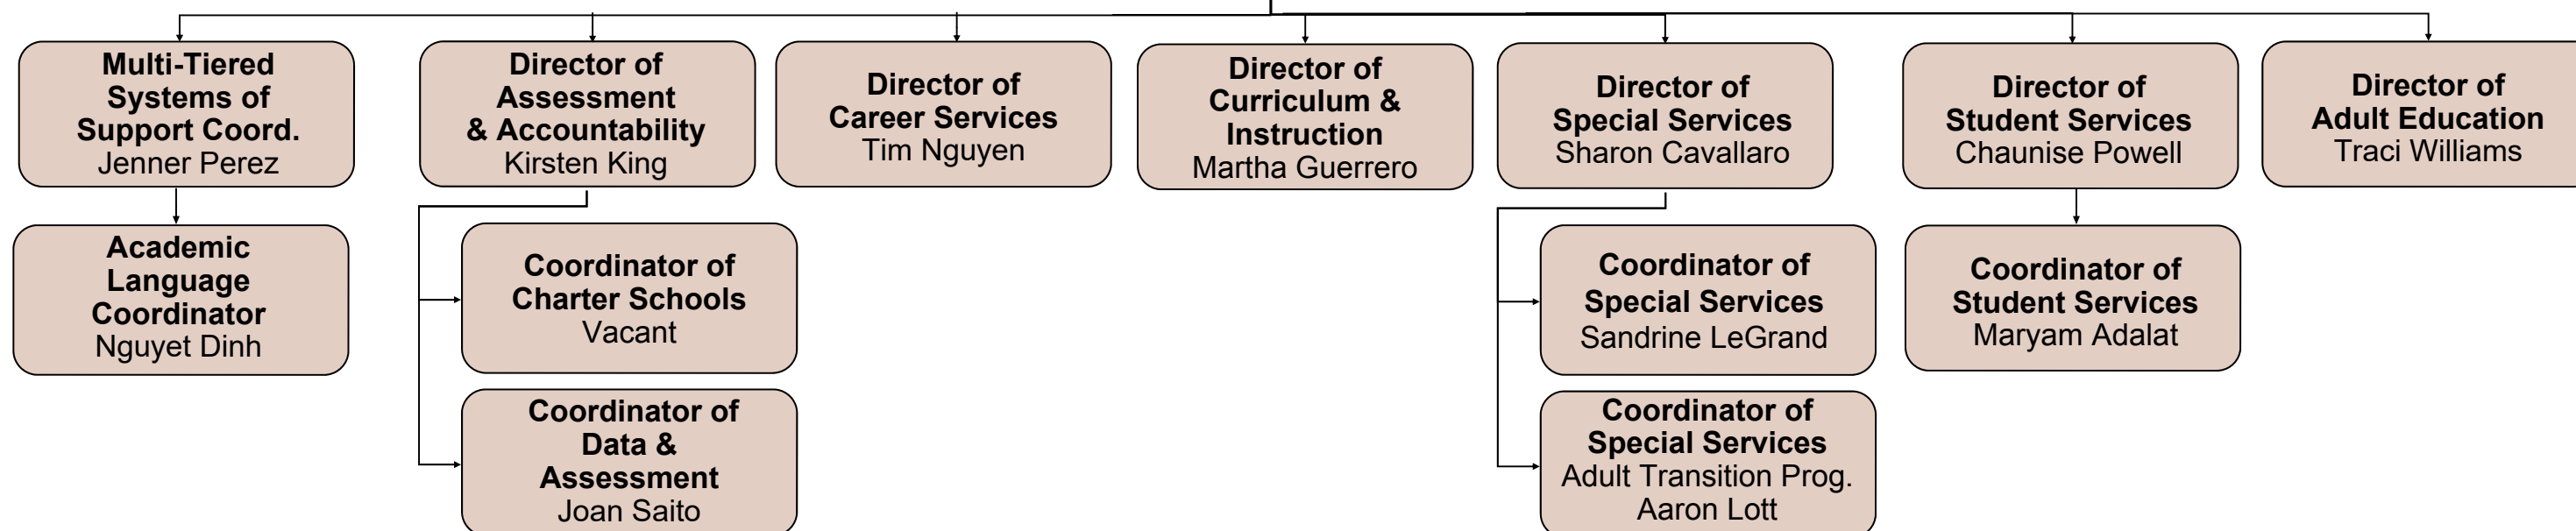 Multi-Tiered
Systems of
Support Coord.
Jenner Perez
Director of
Assessment
& Accountability
Kirsten King
Director of
Career Services
Tim Nguyen
Director of
Curriculum &
Instruction
Martha Guerrero
Director of
Special Services
Sharon Cavallaro
Director of
Student Services
Chaunise Powell
Director of
Adult Education
Traci Williams
Academic
Language
Coordinator
Nguyet Dinh
Coordinator of
Charter Schools
Vacant
Coordinator of
Special Services
Sandrine LeGrand
Coordinator of
Student Services
Maryam Adalat
Coordinator of
Data &
Assessment
Joan Saito
Coordinator of
Special Services
Adult Transition Prog.
Aaron Lott